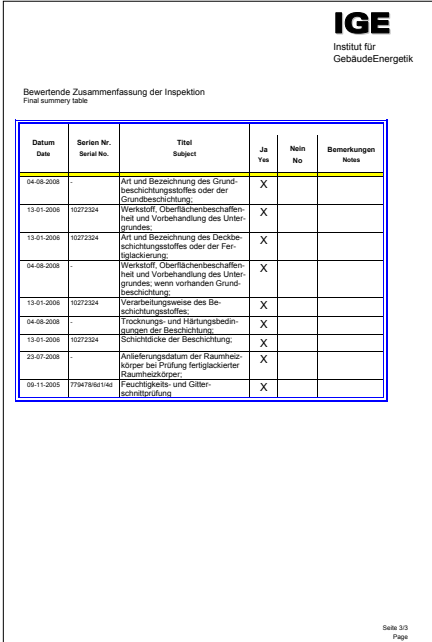 IGE
Institut für
GebäudeEnergetik
Bewertende Zusammenfassung der Inspektion
Final summery table
Datum Serien Nr. Titel Ja Nein Bemerkungen
Date Serial No. Subject Yes No Notes
04-08-2008 - Art und Bezeichnung des Grund- X
beschichtungsstoffes oder der
Grundbeschichtung;
13-01-2006 10272324 Werkstoff, Oberflächenbeschaffen- X
heit und Vorbehandlung des Unter-
grundes;
13-01-2006 10272324 Art und Bezeichnung des Deckbe- X
schichtungsstoffes oder der Fer-
tiglackierung;
04-08-2008 - Werkstoff, Oberflächenbeschaffen- X
heit und Vorbehandlung des Unter-
grundes; wenn vorhanden Grund-
beschichtung;
13-01-2006 10272324 Verarbeitungsweise des Be- X
schichtungsstoffes;
04-08-2008 - Trocknungs- und Härtungsbedin- X
gungen der Beschichtung;
13-01-2006 10272324 Schichtdicke der Beschichtung; X
23-07-2008 - Anlieferungsdatum der Raumheiz- X
körper bei Prüfung fertiglackierter
Raumheizkörper;
09-11-2005 779478/6d1/4d Feuchtigkeits- und Gitter- X
schnittprüfung
Seite 3/3
Page